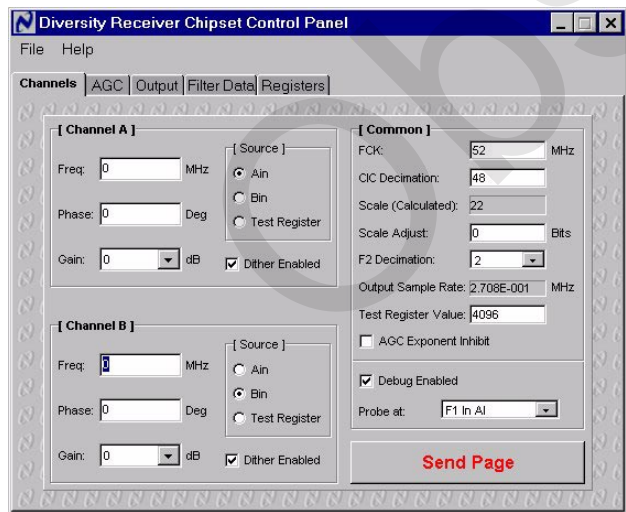 Diversity Receiver Chipset Control Panel
File Help
Channels AGC Output Filter Data Registers
[ Channel A ]
Freq: 0 MHz
Phase: 0 Deg
Gain: 0 dB
[ Source ]
Ain
Bin
Test Register
Dither Enabled
[ Channel B ]
Freq: 0 MHz
Phase: 0 Deg
Gain: 0 dB
[ Source ]
Ain
Bin
Test Register
Dither Enabled
[ Common ]
FCK: 52 MHz
CIC Decimation: 48
Scale (Calculated): 22
Scale Adjust: 0 Bits
F2 Decimation: 2
Output Sample Rate: 2.708E-001 MHz
Test Register Value: 4096
AGC Exponent Inhibit
Debug Enabled
Probe at: F1 In AI
Send Page